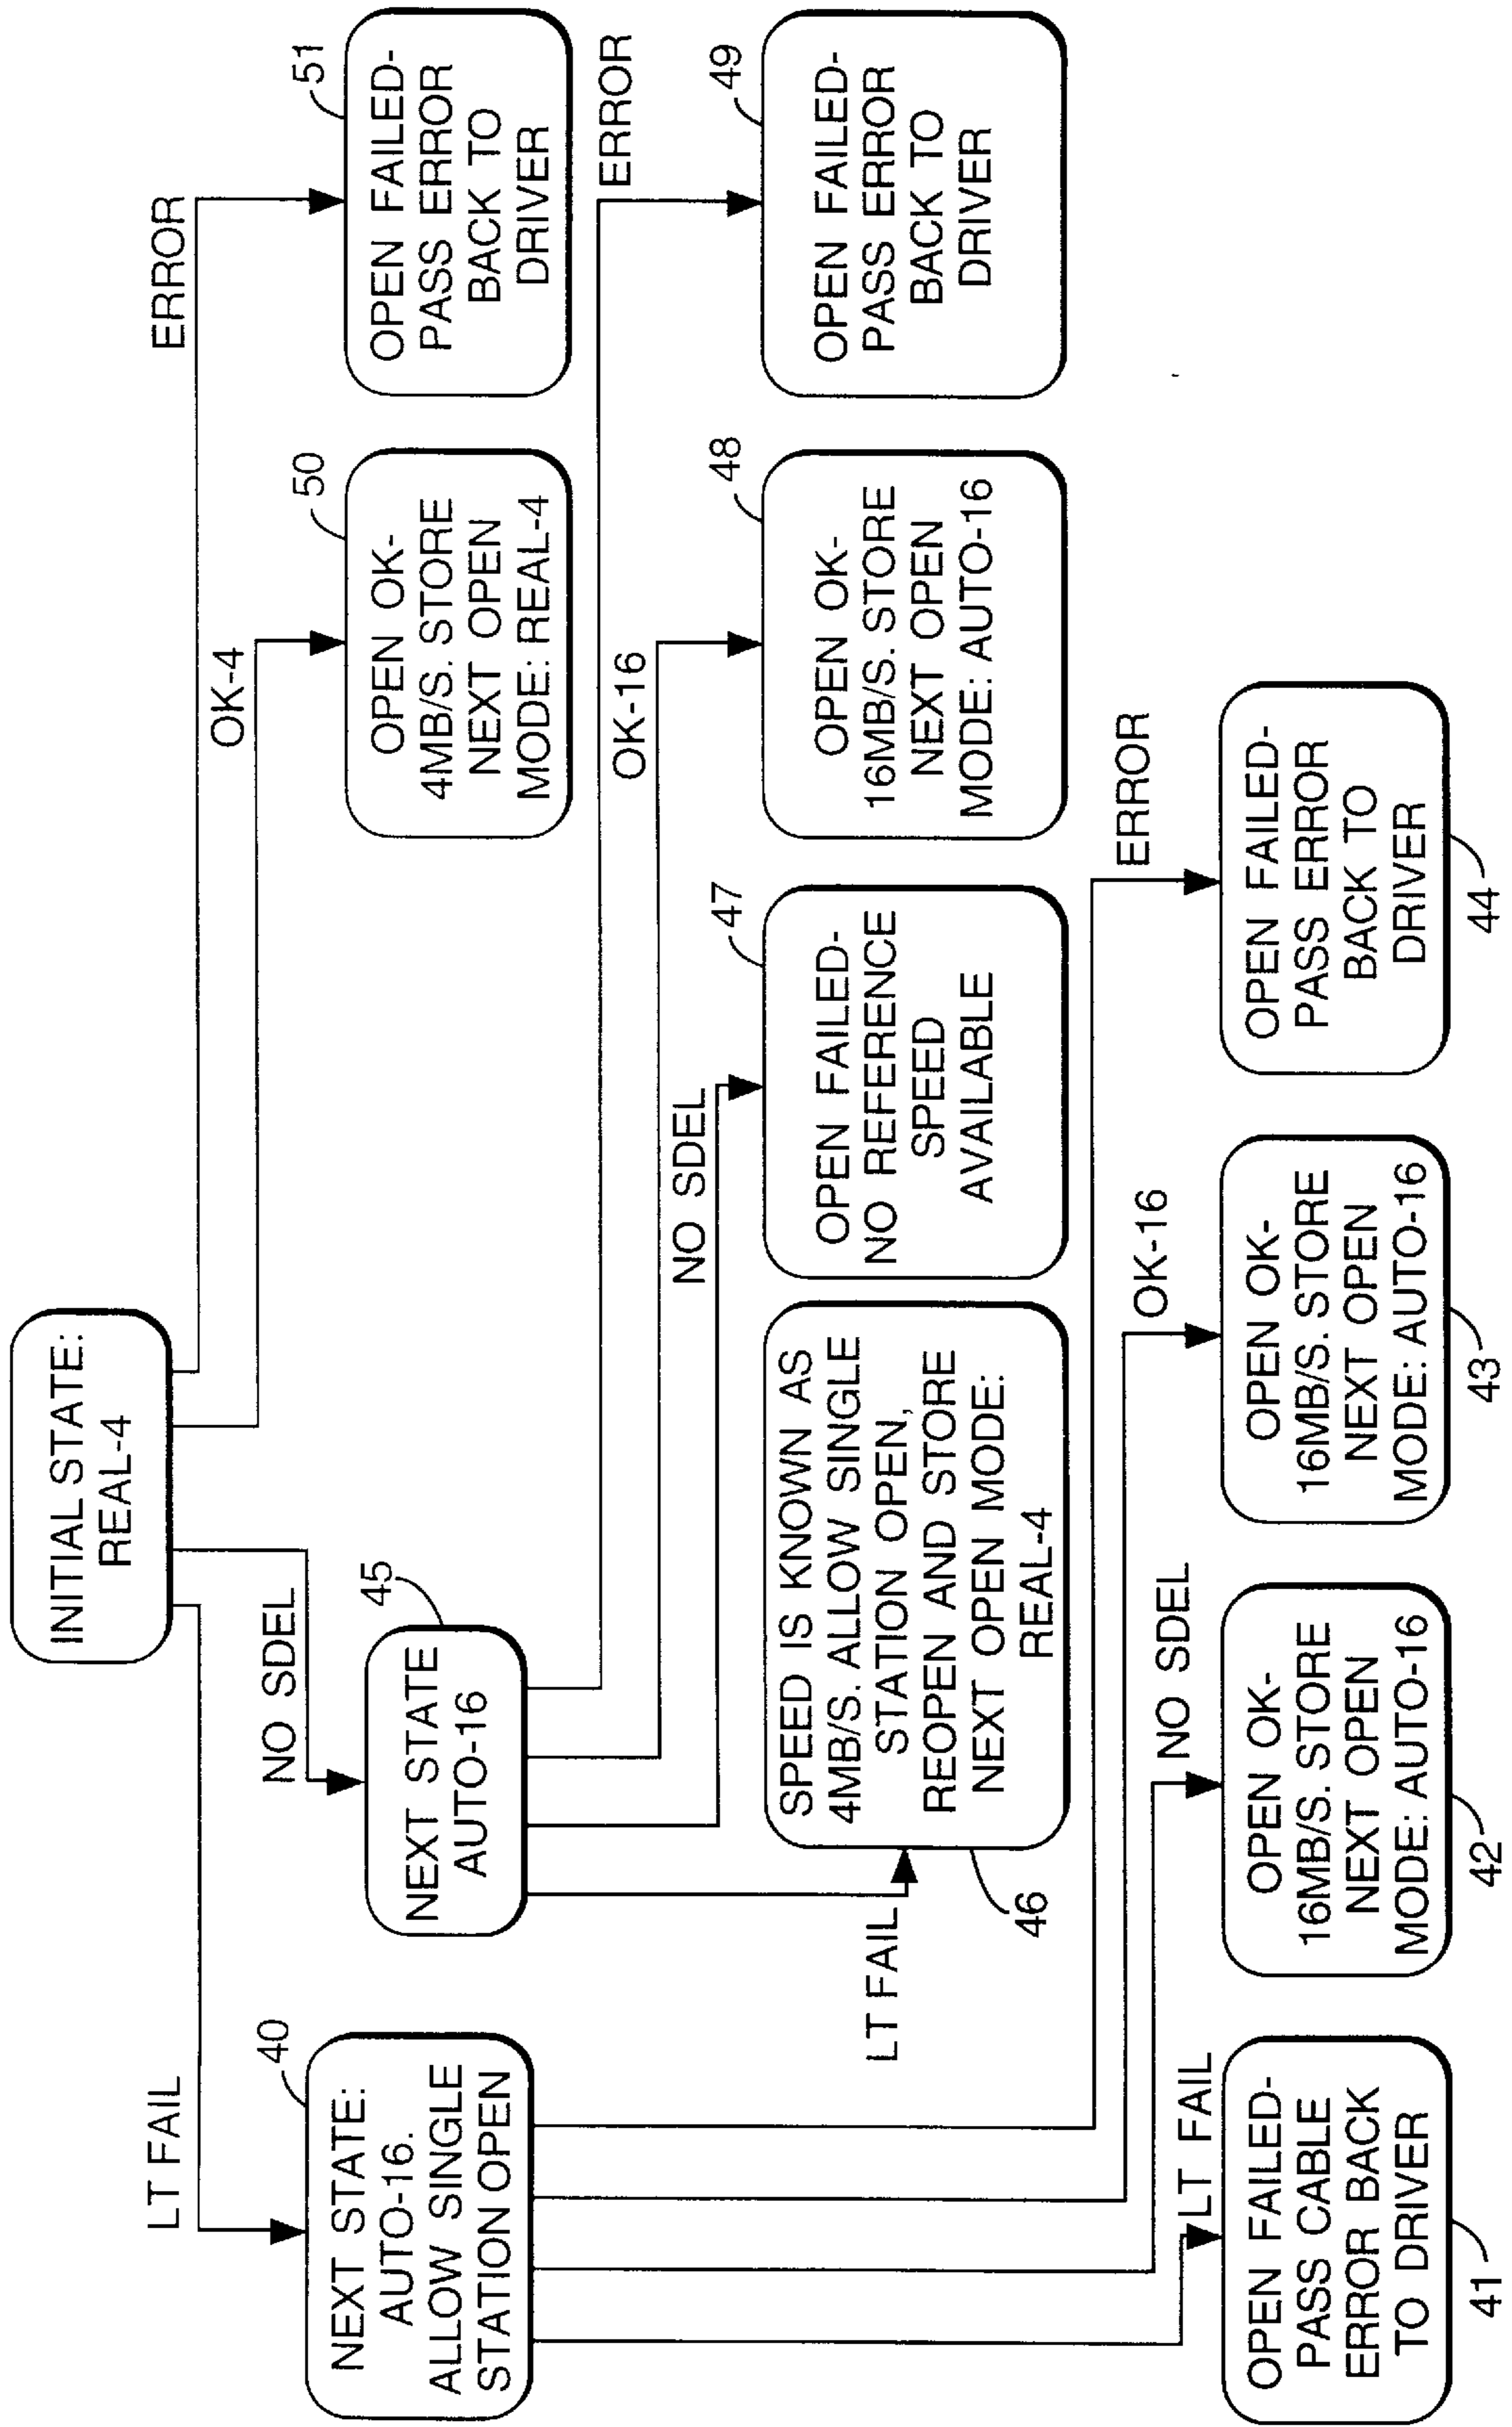 INITIAL STATE:
REAL-4
LT FAIL
NO SDEL
OK-4
ERROR
40
NEXT STATE:
AUTO-16.
ALLOW SINGLE
STATION OPEN
45
NEXT STATE
AUTO-16
50
OPEN OK-
4MB/S. STORE
NEXT OPEN
MODE: REAL-4
51
OPEN FAILED-
PASS ERROR
BACK TO
DRIVER
LT FAIL
NO SDEL
OK-16
ERROR
46
SPEED IS KNOWN AS
4MB/S. ALLOW SINGLE
STATION OPEN,
REOPEN AND STORE
NEXT OPEN MODE:
REAL-4
47
OPEN FAILED-
NO REFERENCE
SPEED
AVAILABLE
48
OPEN OK-
16MB/S. STORE
NEXT OPEN
MODE: AUTO-16
49
OPEN FAILED-
PASS ERROR
BACK TO
DRIVER
LT FAIL
NO SDEL
OK-16
ERROR
OPEN FAILED-
PASS CABLE
ERROR BACK
TO DRIVER
41
OPEN OK-
16MB/S. STORE
NEXT OPEN
MODE: AUTO-16
42
OPEN OK-
16MB/S. STORE
NEXT OPEN
MODE: AUTO-16
43
OPEN FAILED-
PASS ERROR
BACK TO
DRIVER
44